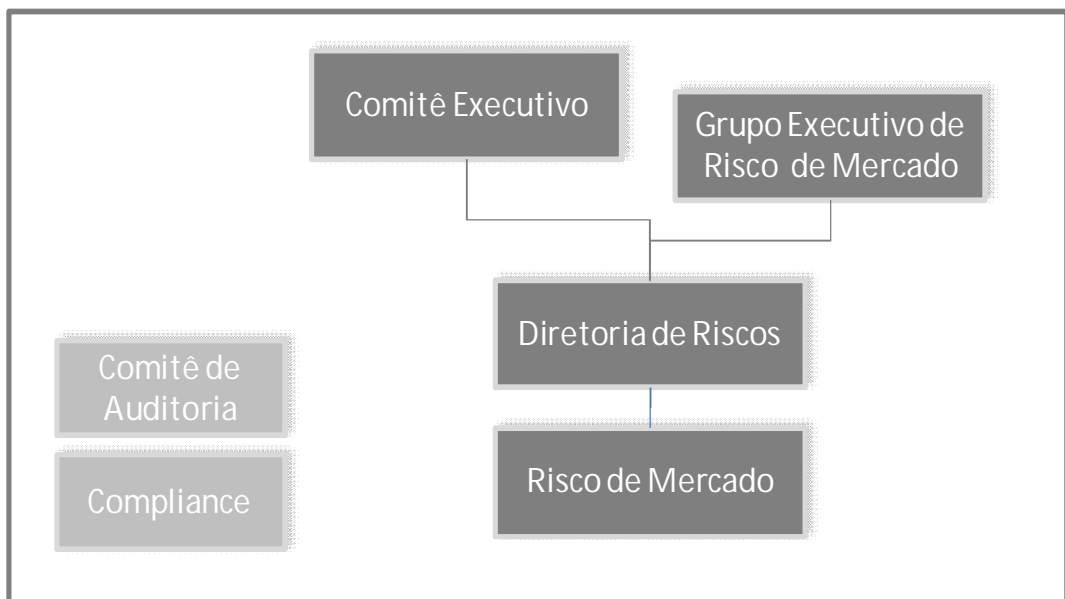 Comitê Executivo
Grupo Executivo de
Risco de Mercado
Diretoria de Riscos
Comitê de
Auditoria
Risco de Mercado
Compliance